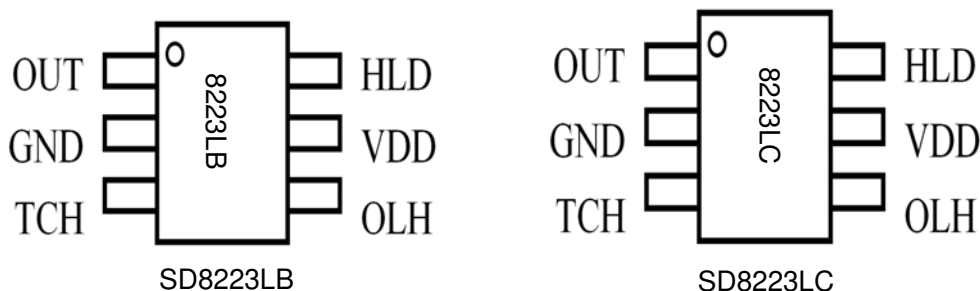 OUT
GND
TCH
8223LB
HLD
VDD
OLH
SD8223LB
OUT
GND
TCH
8223LC
HLD
VDD
OLH
SD8223LC